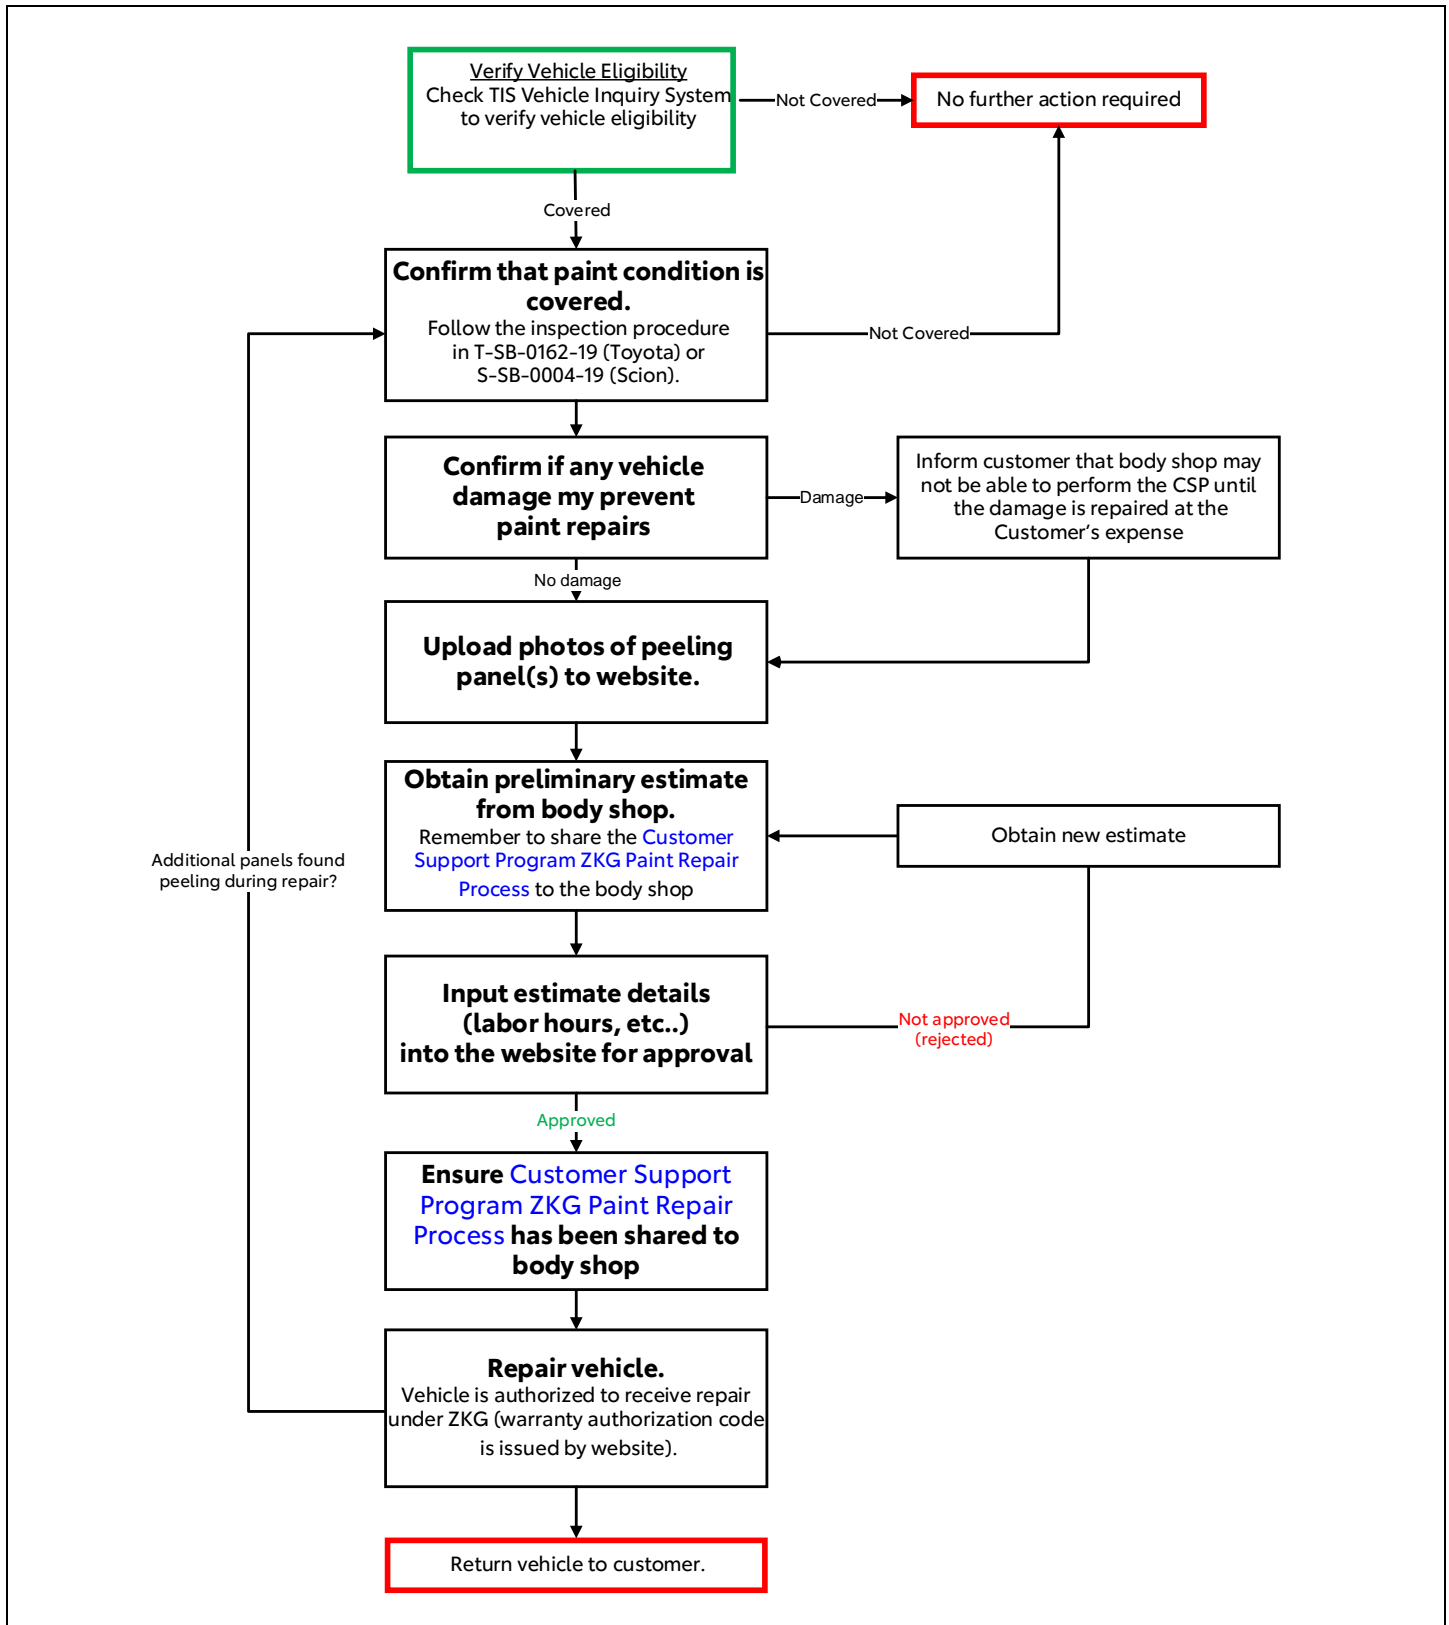 Verify Vehicle Eligibility
Check TIS Vehicle Inquiry System
to verify vehicle eligibility
Not Covered
No further action required
Covered
Confirm that paint condition is
covered.
Follow the inspection procedure
in T-SB-0162-19 (Toyota) or
S-SB-0004-19 (Scion).
Not Covered
Confirm if any vehicle
damage my prevent
paint repairs
Damage
Inform customer that body shop may
not be able to perform the CSP until
the damage is repaired at the
Customer’s expense
No damage
Upload photos of peeling
panel(s) to website.
Obtain preliminary estimate
from body shop.
Remember to share the Customer
Support Program ZKG Paint Repair
Process to the body shop
Obtain new estimate
Additional panels found
peeling during repair?
Input estimate details
(labor hours, etc..)
into the website for approval
Not approved
(rejected)
Approved
Ensure Customer Support
Program ZKG Paint Repair
Process has been shared to
body shop
Repair vehicle.
Vehicle is authorized to receive repair
under ZKG (warranty authorization code
is issued by website).
Return vehicle to customer.